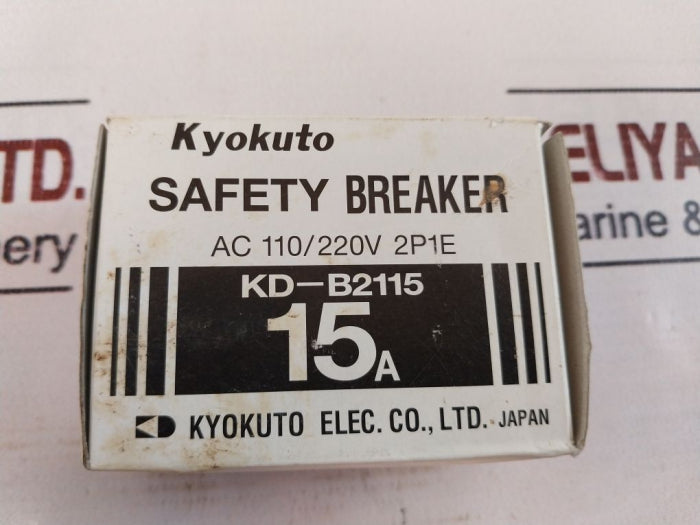 Kyokuto
SAFETY BREAKER
AC 110/220V 2P1E
KD-B2115
15A
KYOKUTO ELEC. CO., LTD. JAPAN
TD.
ery
ELIYA
arine &